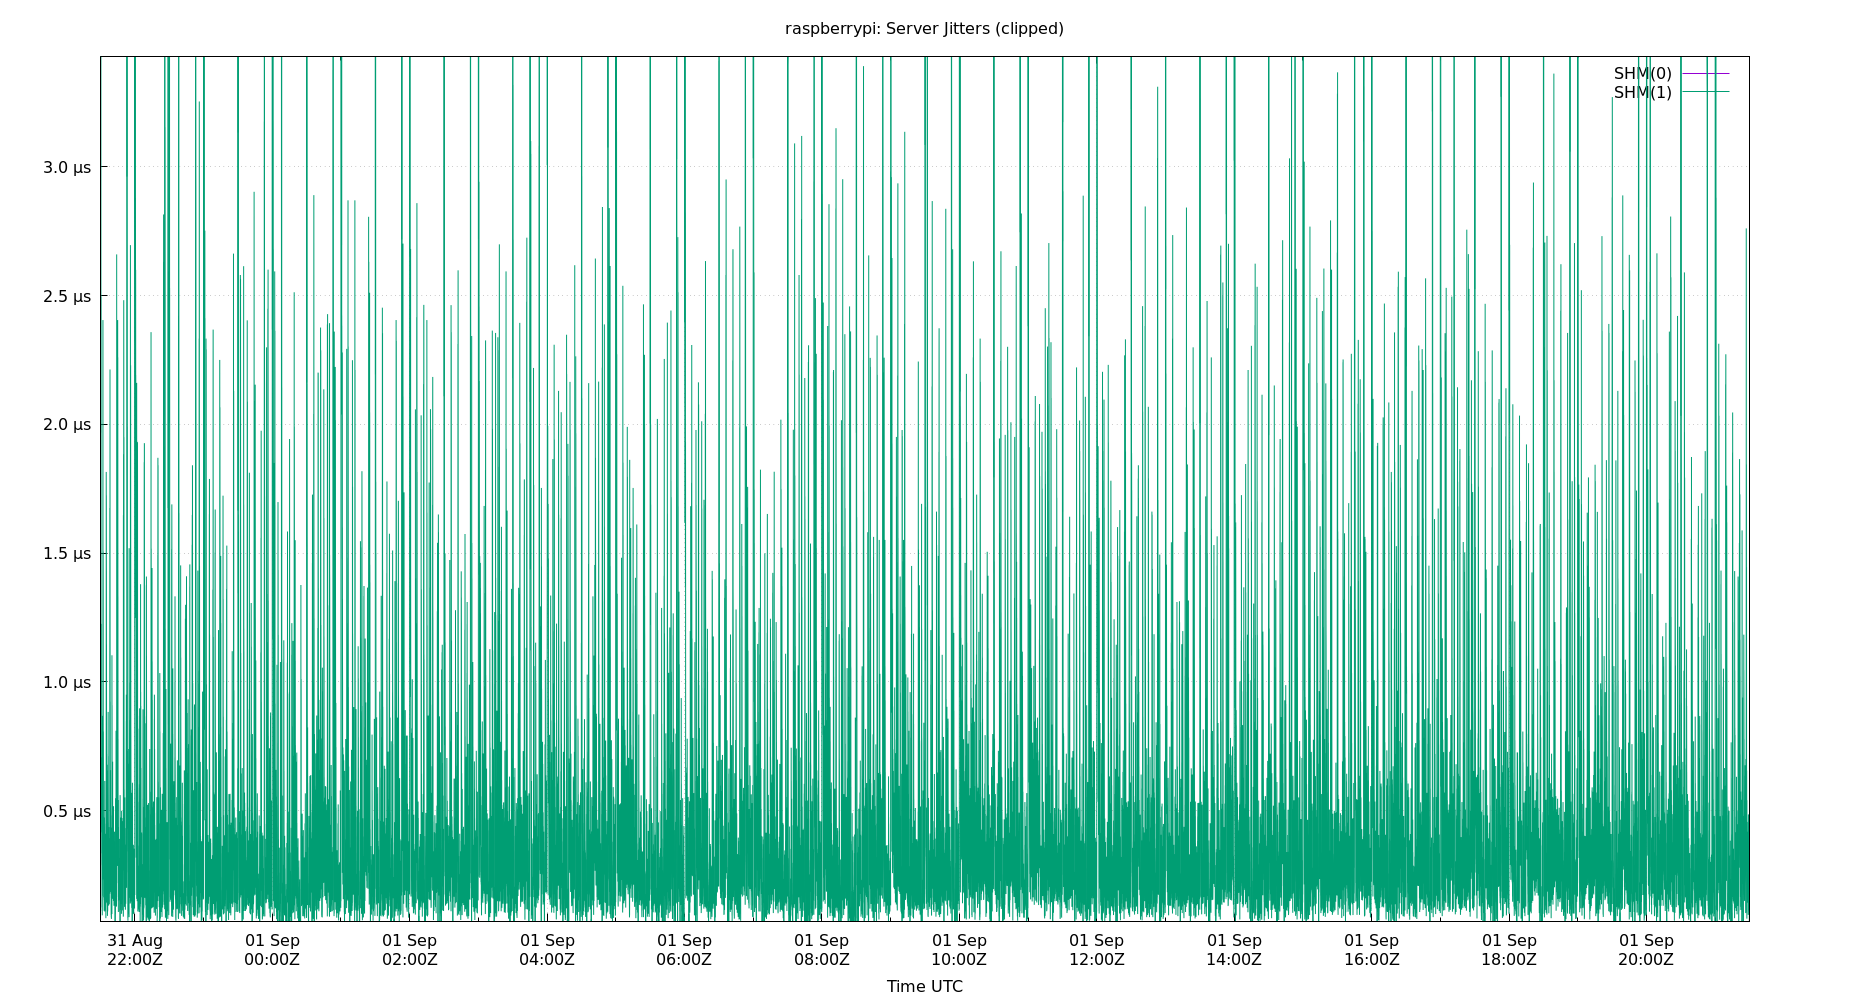 raspberrypi: Server Jitters (clipped)
SHM(0)
SHM(1)
3.0 μs
2.5 μs
2.0 μs
1.5 μs
1.0 μs
0.5 μs
31 Aug 01 Sep 01 Sep 01 Sep 01 Sep 01 Sep 01 Sep 01 Sep 01 Sep 01 Sep 01 Sep 01 Sep
22:00Z 00:00Z 02:00Z 04:00Z 06:00Z 08:00Z 10:00Z 12:00Z 14:00Z 16:00Z 18:00Z 20:00Z
Time UTC